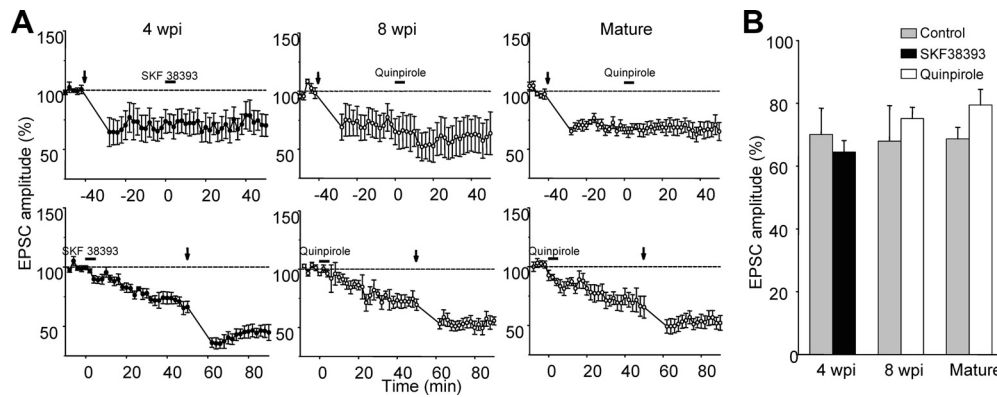 A
B
4 wpi
8 wpi
Mature
150
100
50
SKF 38393
-40 -20 0 20 40
150
100
50
Quinpirole
-40 -20 0 20 40
150
100
50
Quinpirole
-40 -20 0 20 40
EPSC amplitude (%)
150
100
50
SKF 38393
0 20 40 60 80
150
100
50
Quinpirole
0 20 40 60 80
150
100
50
Quinpirole
0 20 40 60 80
Time (min)
Control
SKF38393
Quinpirole
EPSC amplitude (%)
100
80
60
40
20
0
4 wpi 8 wpi Mature